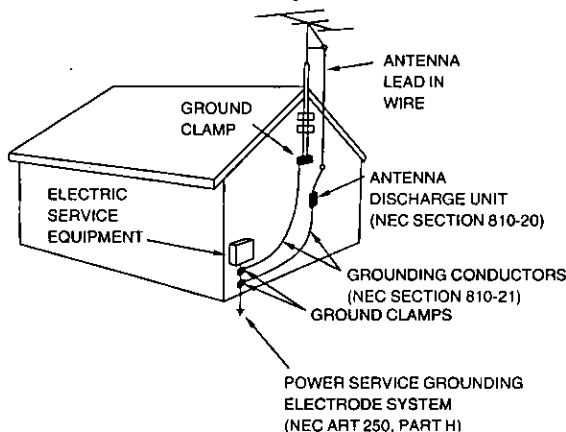 ANTENNA
LEAD IN
WIRE
GROUND
CLAMP
ANTENNA
DISCHARGE UNIT
(NEC SECTION 810-20)
ELECTRIC
SERVICE
EQUIPMENT
GROUNDING CONDUCTORS
(NEC SECTION 810-21)
GROUND CLAMPS
POWER SERVICE GROUNDING
ELECTRODE SYSTEM
(NEC ART 250, PART H)